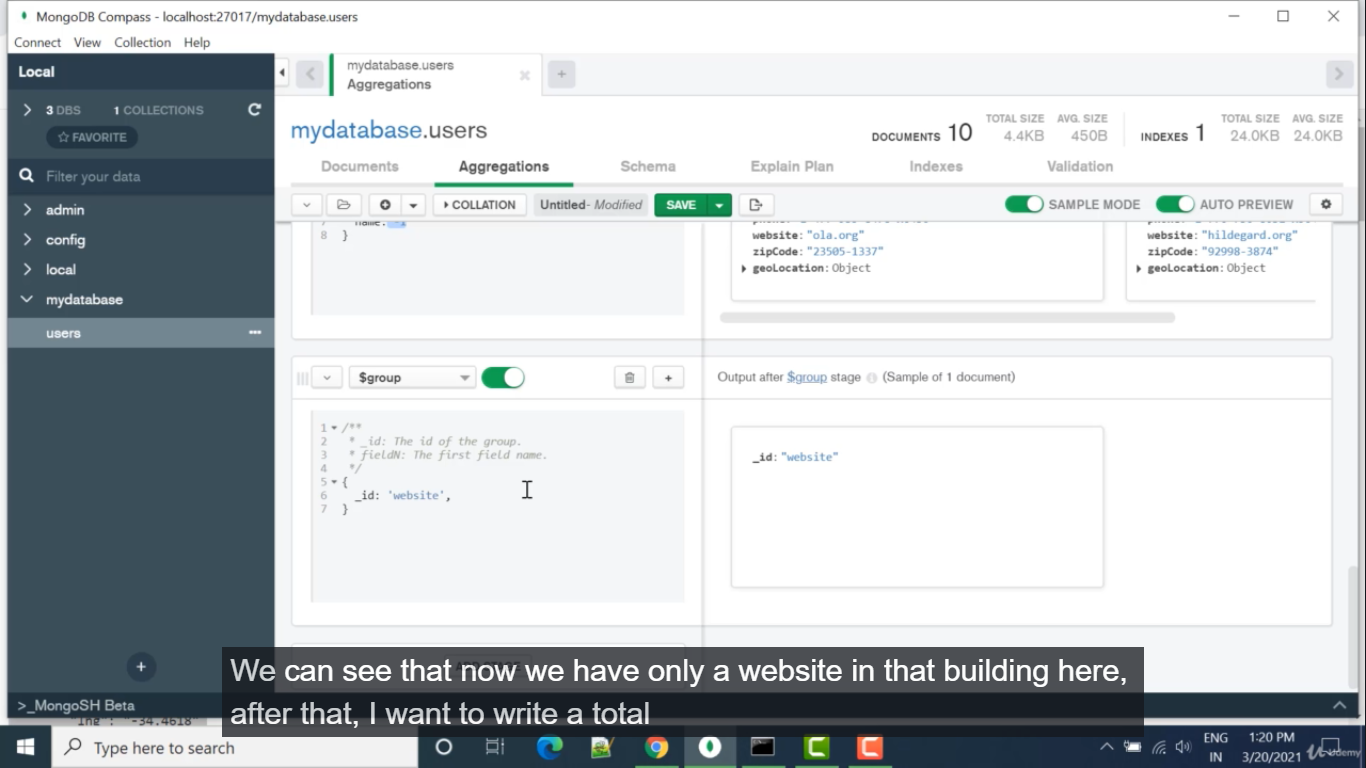 MongoDB Compass - localhost:27017/mydatabase.users
Connect View Collection Help
Local
3 DBS 1 COLLECTIONS
FAVORITE
Filter your data
admin
config
local
mydatabase
users
>_MongoSH Beta
mydatabase.users
Aggregations
mydatabase.users
DOCUMENTS 10 TOTAL SIZE 4.4KB AVG. SIZE 450B INDEXES 1 TOTAL SIZE 24.0KB AVG. SIZE 24.0KB
Documents Aggregations Schema Explain Plan Indexes Validation
COLLATION Untitled- Modified SAVE SAMPLE MODE AUTO PREVIEW
name:
8 }
website: "ola.org"
zipCode: "23505-1337"
geoLocation: Object
website: "hildegard.org"
zipCode: "92998-3874"
geoLocation: Object
$group
Output after $group stage (Sample of 1 document)
1 /**
2 * _id: The id of the group.
3 * fieldN: The first field name.
4 */
5 {
6 _id: 'website',
7 }
_id: "website"
We can see that now we have only a website in that building here,
after that, I want to write a total
"lng": "-34.4618"
Type here to search
ENG
IN
1:20 PM
3/20/2021
Udemy